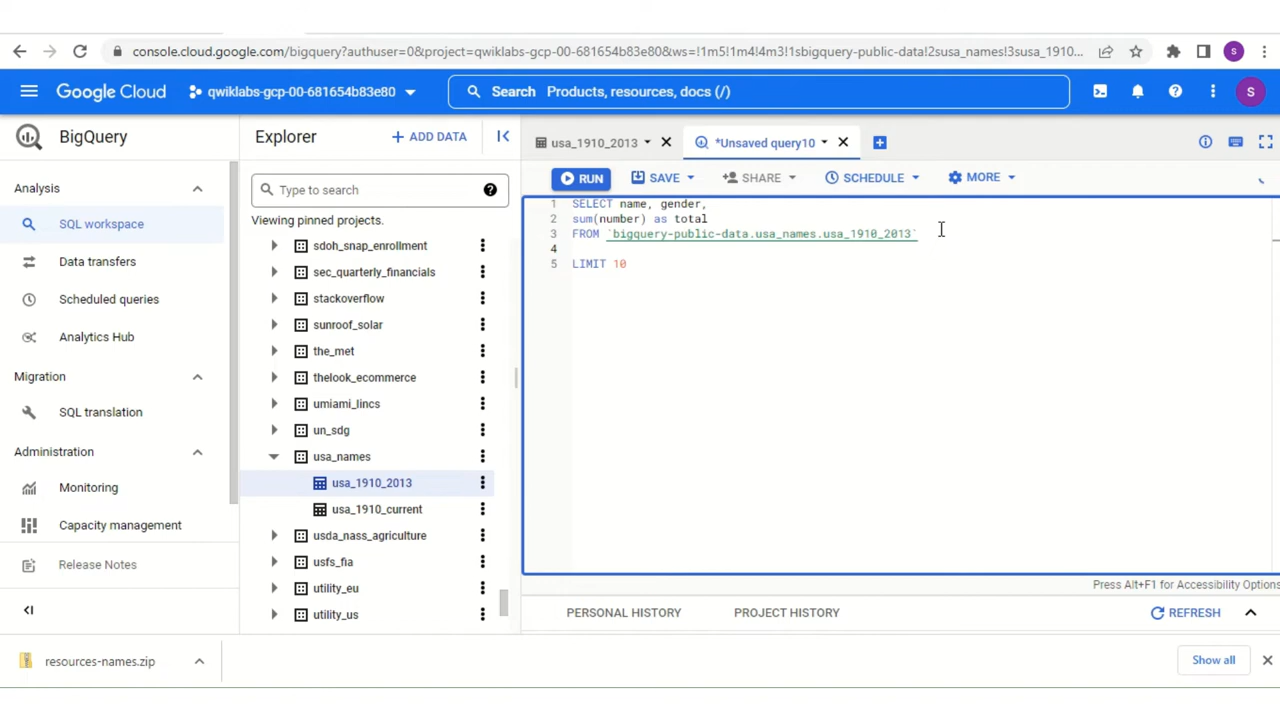 console.cloud.google.com/bigquery?authuser=0&project=qwiklabs-gcp-00-681654b83e80&ws=!1m5!1m4!4m3!1sbigquery-public-data!2susa_names!3susa_1910...
S
Google Cloud
qwiklabs-gcp-00-681654b83e80
Search Products, resources, docs (/)
S
BigQuery
Analysis
SQL workspace
Data transfers
Scheduled queries
Analytics Hub
Migration
SQL translation
Administration
Monitoring
Capacity management
Release Notes
Explorer
+ ADD DATA
Type to search
Viewing pinned projects.
sdoh_snap_enrollment
sec_quarterly_financials
stackoverflow
sunroof_solar
the_met
thelook_ecommerce
umiami_lincs
un_sdg
usa_names
usa_1910_2013
usa_1910_current
usda_nass_agriculture
usfs_fia
utility_eu
utility_us
usa_1910_2013
*Unsaved query10
RUN
SAVE
SHARE
SCHEDULE
MORE
1 SELECT name, gender,
2 sum(number) as total
3 FROM `bigquery-public-data.usa_names.usa_1910_2013`
4
5 LIMIT 10
Press Alt+F1 for Accessibility Options
PERSONAL HISTORY
PROJECT HISTORY
REFRESH
resources-names.zip
Show all